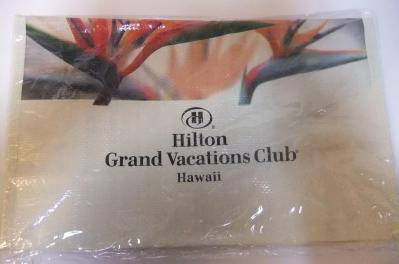 H
Hilton
Grand Vacations Club®
Hawaii